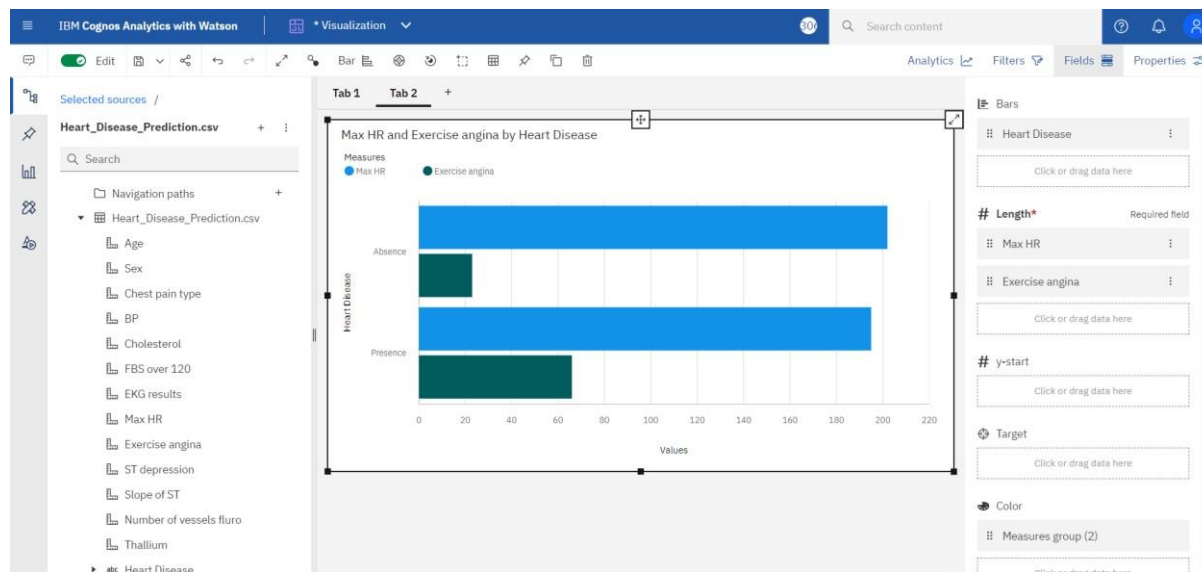 IBM Cognos Analytics with Watson
* Visualization
Search content
Edit
Bar
Analytics
Filters
Fields
Properties
Selected sources /
Heart_Disease_Prediction.csv
Search
Navigation paths
Heart_Disease_Prediction.csv
Age
Sex
Chest pain type
BP
Cholesterol
FBS over 120
EKG results
Max HR
Exercise angina
ST depression
Slope of ST
Number of vessels fluro
Thallium
abc Heart Disease
Tab 1 Tab 2 +
Max HR and Exercise angina by Heart Disease
Measures
Max HR Exercise angina
Heart Disease
Absence
Presence
0 20 40 60 80 100 120 140 160 180 200 220
Values
Bars
Heart Disease
Click or drag data here
# Length* Required field
Max HR
Exercise angina
Click or drag data here
# y-start
Click or drag data here
Target
Click or drag data here
Color
Measures group (2)
Click or drag data here